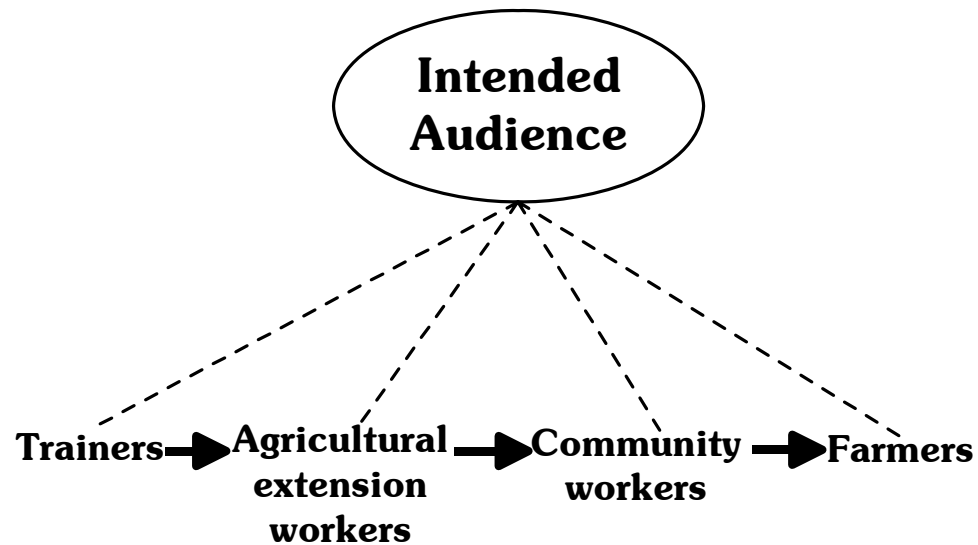 Intended
Audience
Trainers
Agricultural
extension
workers
Community
workers
Farmers